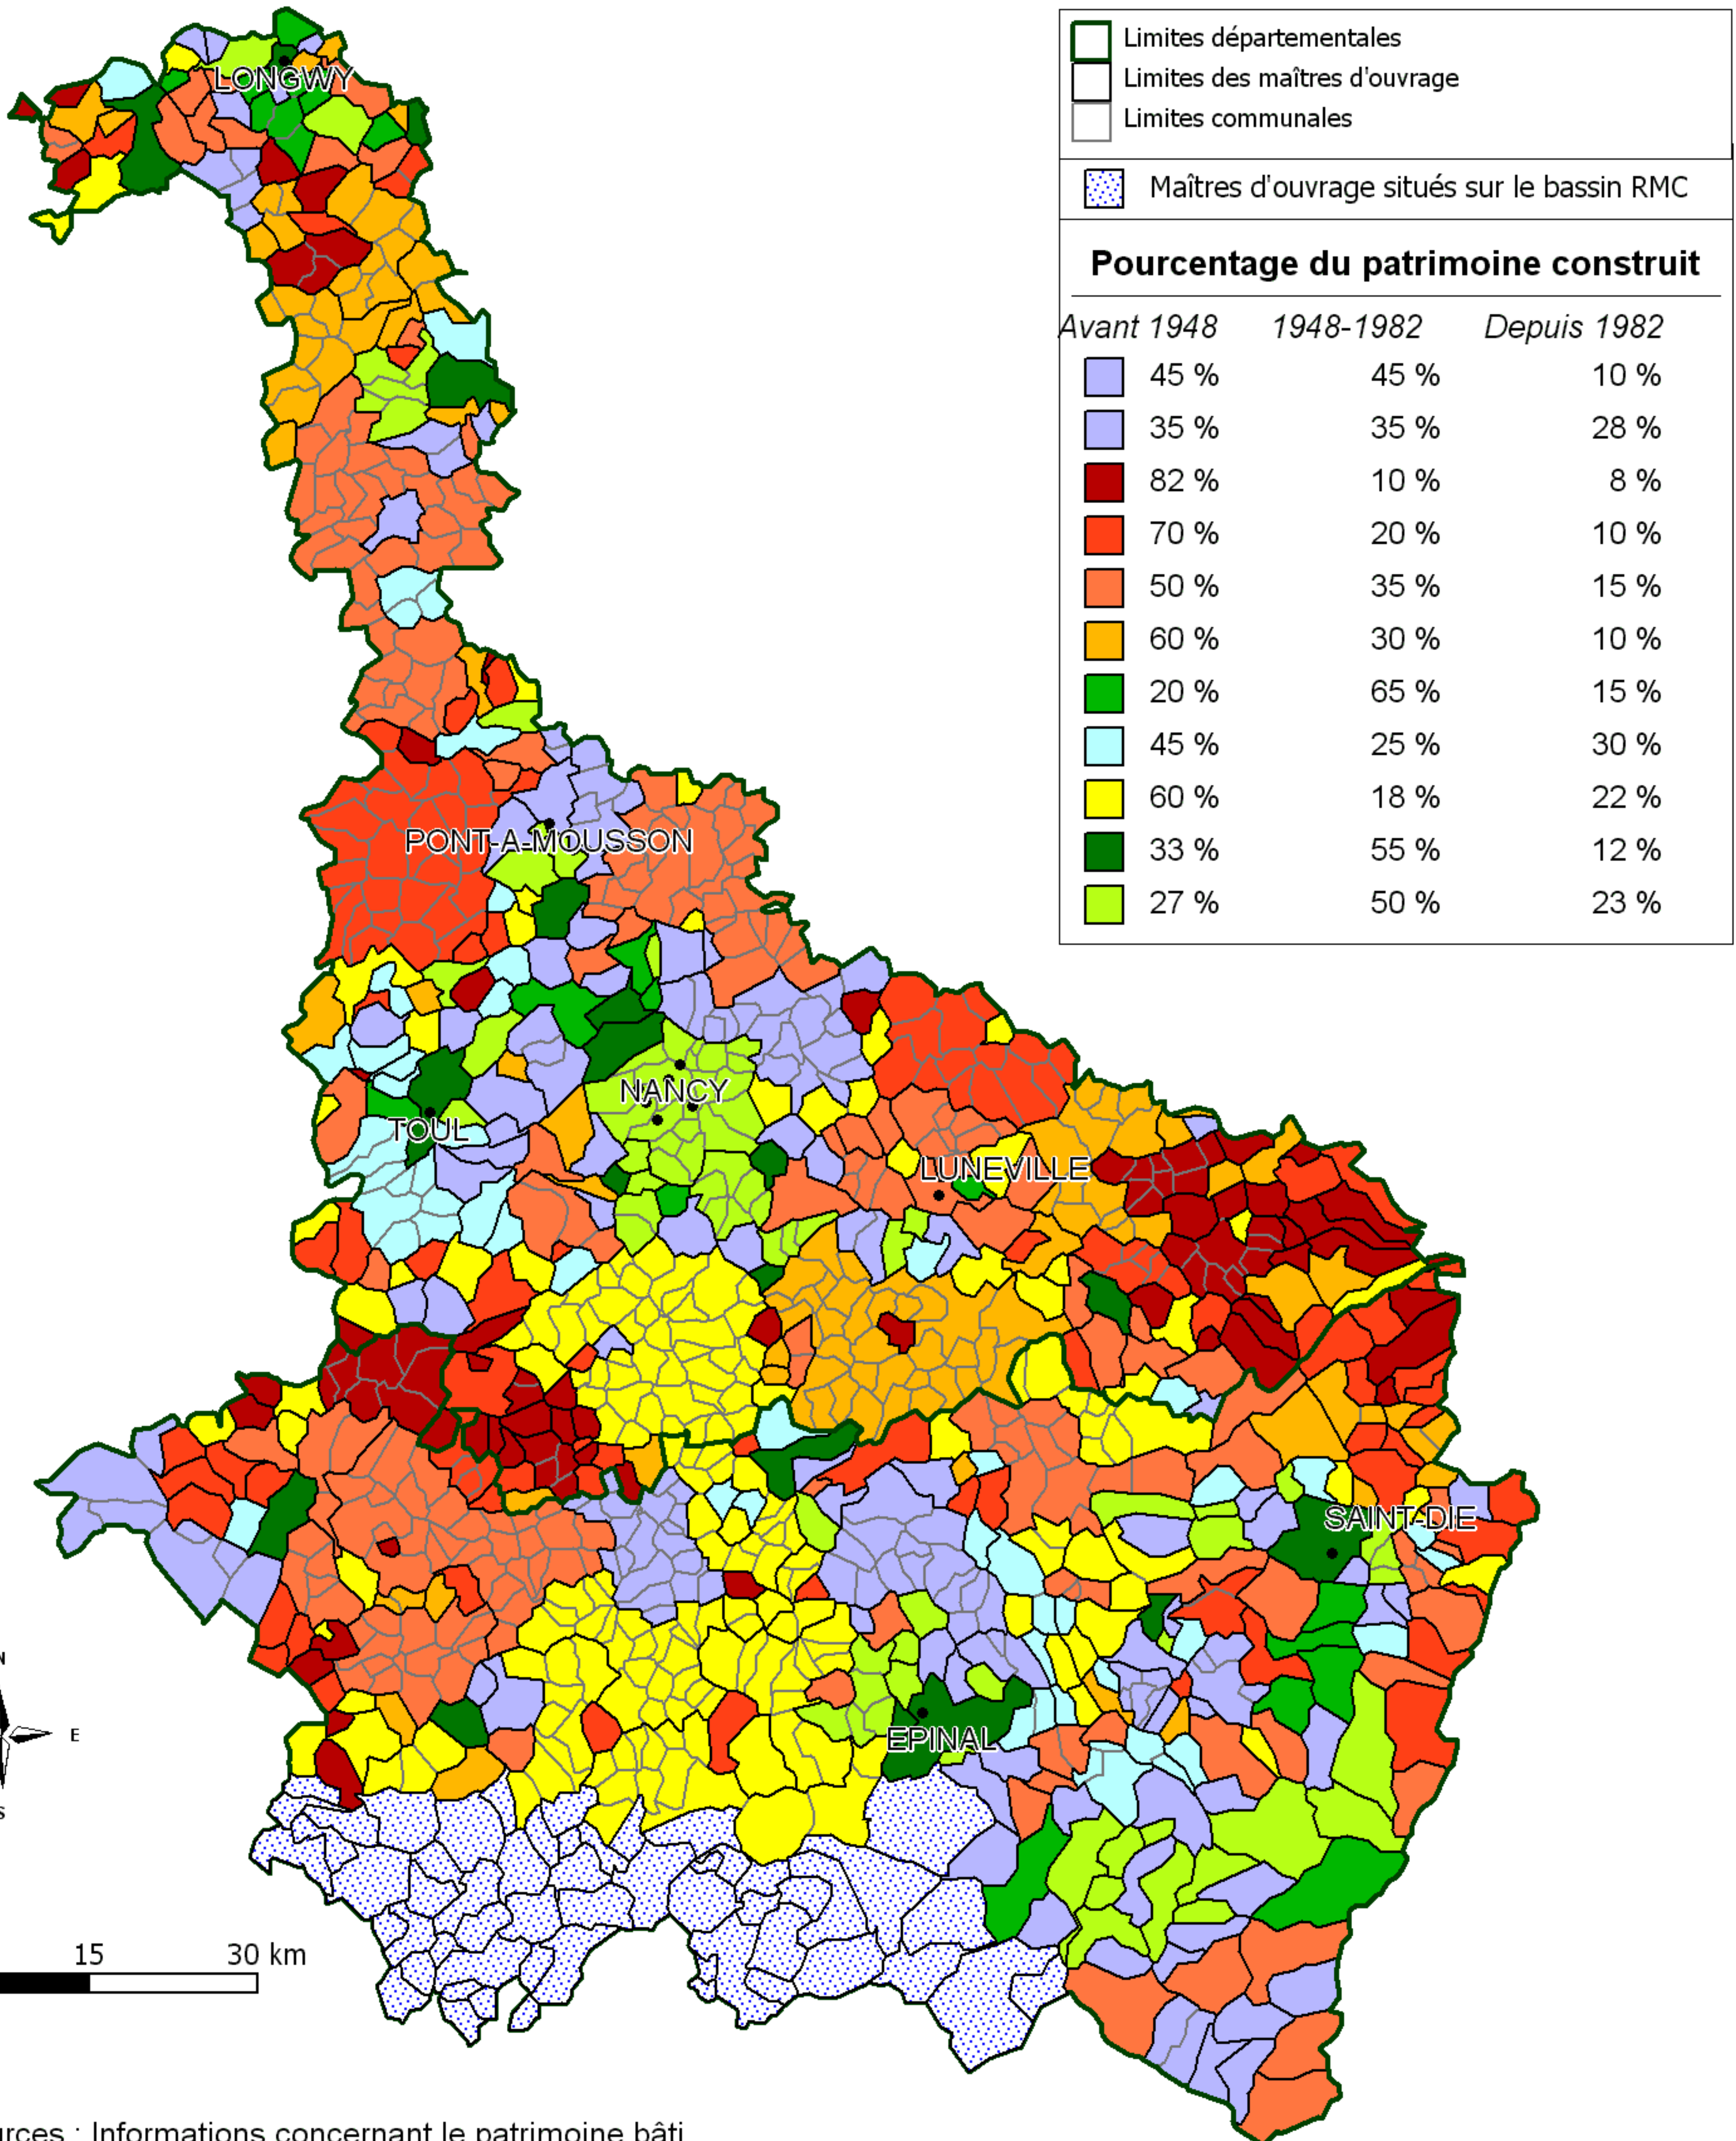 Limites départementales
Limites des maîtres d'ouvrage
Limites communales
Maîtres d'ouvrage situés sur le bassin RMC
Pourcentage du patrimoine construit
Avant 1948 1948-1982 Depuis 1982
45 % 45 % 10 %
35 % 35 % 28 %
82 % 10 % 8 %
70 % 20 % 10 %
50 % 35 % 15 %
60 % 30 % 10 %
20 % 65 % 15 %
45 % 25 % 30 %
60 % 18 % 22 %
33 % 55 % 12 %
27 % 50 % 23 %
LONGWY
PONT-A-MOUSSON
NANCY
TOUL
LUNEVILLE
SAINT-DIE
EPINAL
N
E
S
15 30 km
urces : Informations concernant le patrimoine bâti